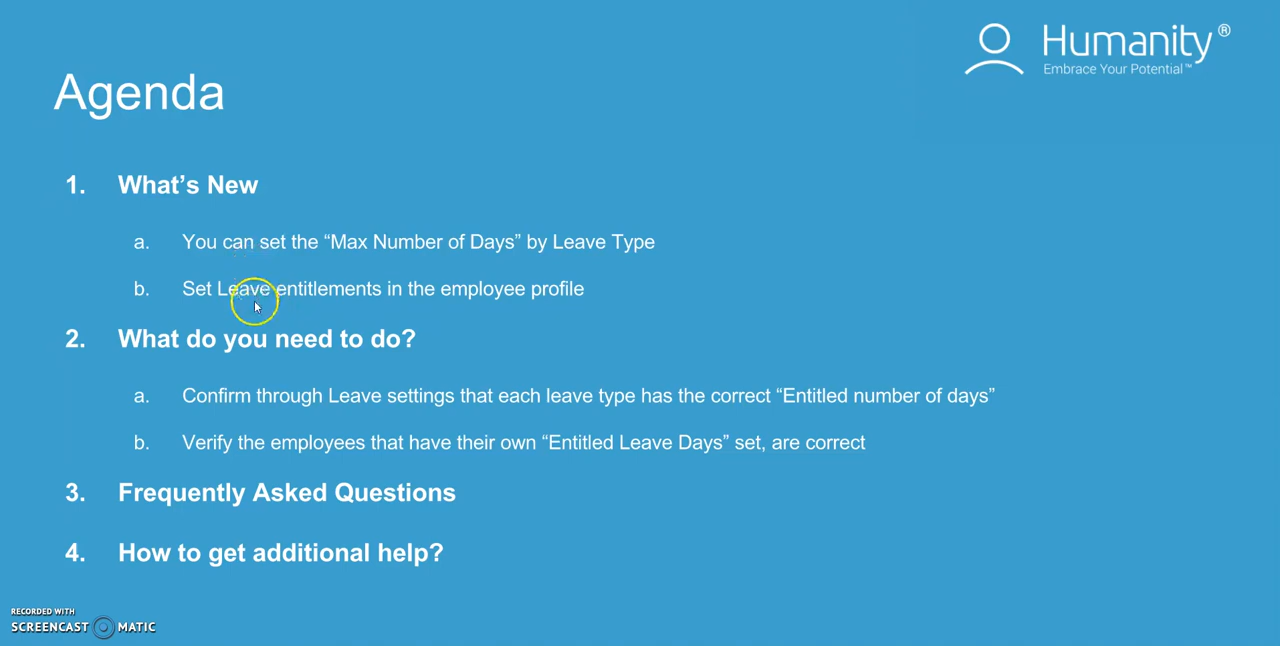 Humanity®
Embrace Your Potential™
Agenda
1. What's New
a. You can set the “Max Number of Days” by Leave Type
b. Set Leave entitlements in the employee profile
2. What do you need to do?
a. Confirm through Leave settings that each leave type has the correct “Entitled number of days”
b. Verify the employees that have their own “Entitled Leave Days” set, are correct
3. Frequently Asked Questions
4. How to get additional help?
RECORDED WITH
SCREENCAST MATIC